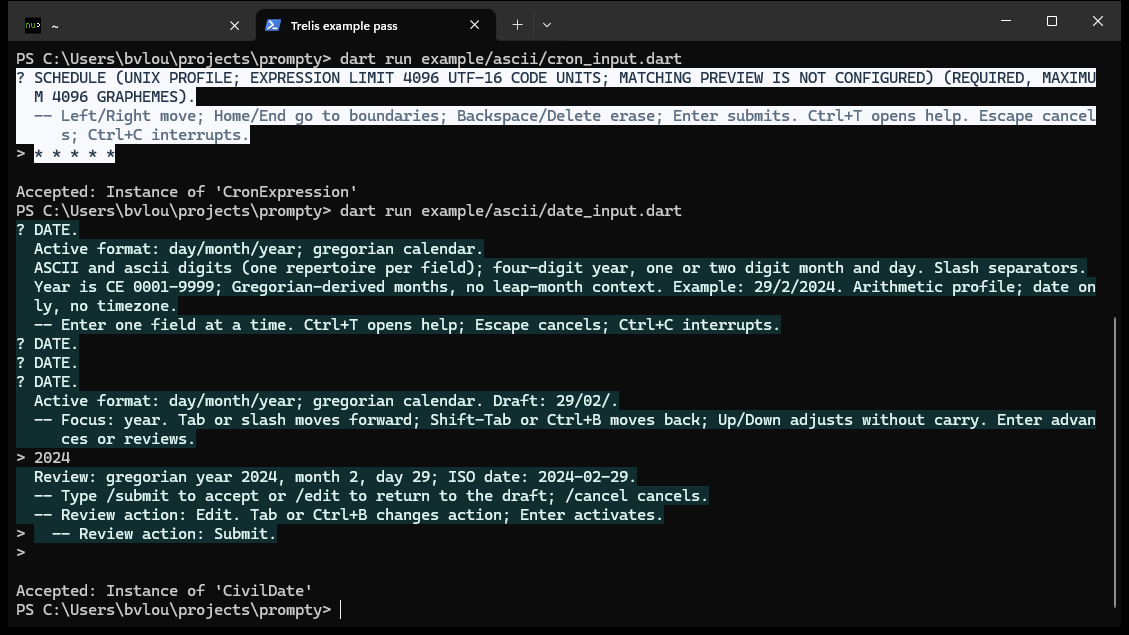 nu>
~
Trelis example pass
PS C:\Users\bvlou\projects\prompty> dart run example/ascii/cron_input.dart
? SCHEDULE (UNIX PROFILE; EXPRESSION LIMIT 4096 UTF-16 CODE UNITS; MATCHING PREVIEW IS NOT CONFIGURED) (REQUIRED, MAXIMU
M 4096 GRAPHEMES).
-- Left/Right move; Home/End go to boundaries; Backspace/Delete erase; Enter submits. Ctrl+T opens help. Escape cancel
s; Ctrl+C interrupts.
> * * * * *
Accepted: Instance of 'CronExpression'
PS C:\Users\bvlou\projects\prompty> dart run example/ascii/date_input.dart
? DATE.
Active format: day/month/year; gregorian calendar.
ASCII and ascii digits (one repertoire per field); four-digit year, one or two digit month and day. Slash separators.
Year is CE 0001-9999; Gregorian-derived months, no leap-month context. Example: 29/2/2024. Arithmetic profile; date on
ly, no timezone.
-- Enter one field at a time. Ctrl+T opens help; Escape cancels; Ctrl+C interrupts.
? DATE.
? DATE.
? DATE.
Active format: day/month/year; gregorian calendar. Draft: 29/02/.
-- Focus: year. Tab or slash moves forward; Shift-Tab or Ctrl+B moves back; Up/Down adjusts without carry. Enter advan
ces or reviews.
> 2024
Review: gregorian year 2024, month 2, day 29; ISO date: 2024-02-29.
-- Type /submit to accept or /edit to return to the draft; /cancel cancels.
-- Review action: Edit. Tab or Ctrl+B changes action; Enter activates.
> -- Review action: Submit.
>
Accepted: Instance of 'CivilDate'
PS C:\Users\bvlou\projects\prompty>